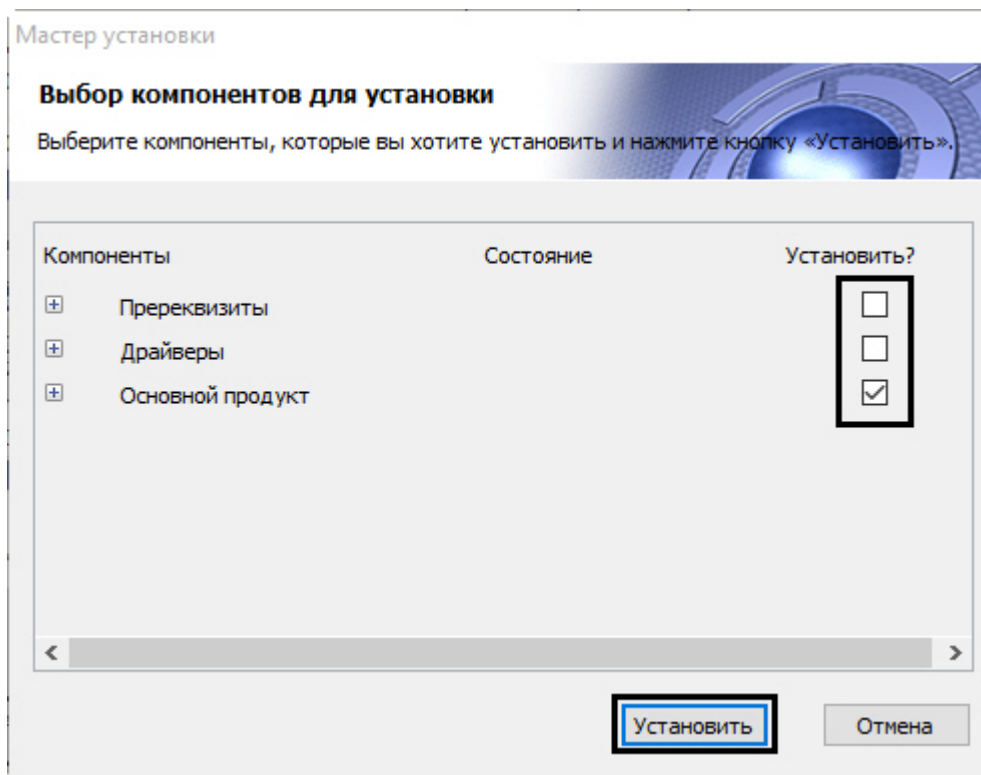 Мастер установки
Выбор компонентов для установки
Выберите компоненты, которые вы хотите установить и нажмите кнопку «Установить».
Компоненты Состояние Установить?
Пререквизиты
Драйверы
Основной продукт
Установить Отмена